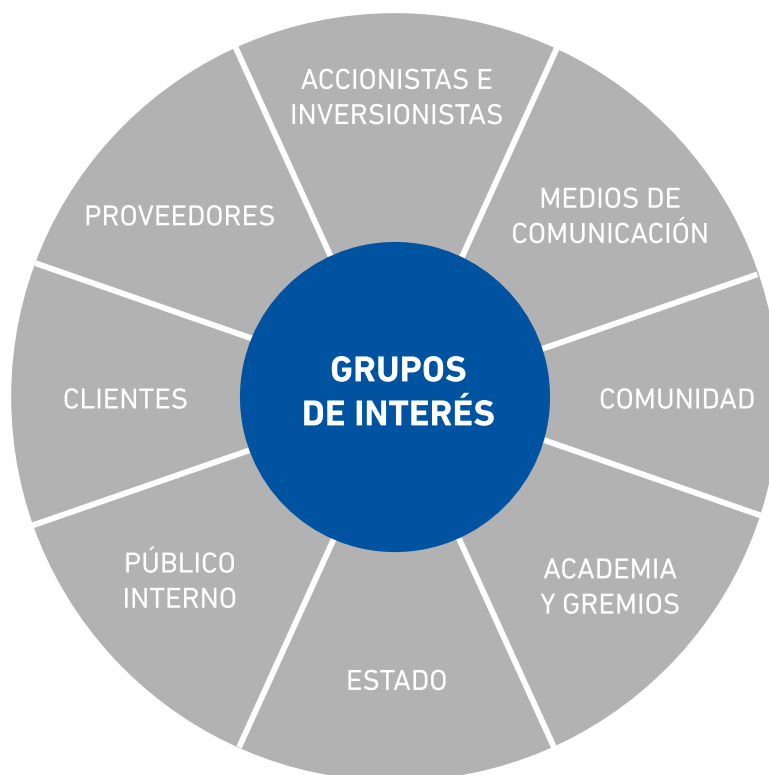 ACCIONISTAS E
INVERSIONISTAS
MEDIOS DE
COMUNICACIÓN
PROVEEDORES
GRUPOS
DE INTERÉS
CLIENTES
COMUNIDAD
PÚBLICO
INTERNO
ACADEMIA
Y GREMIOS
ESTADO